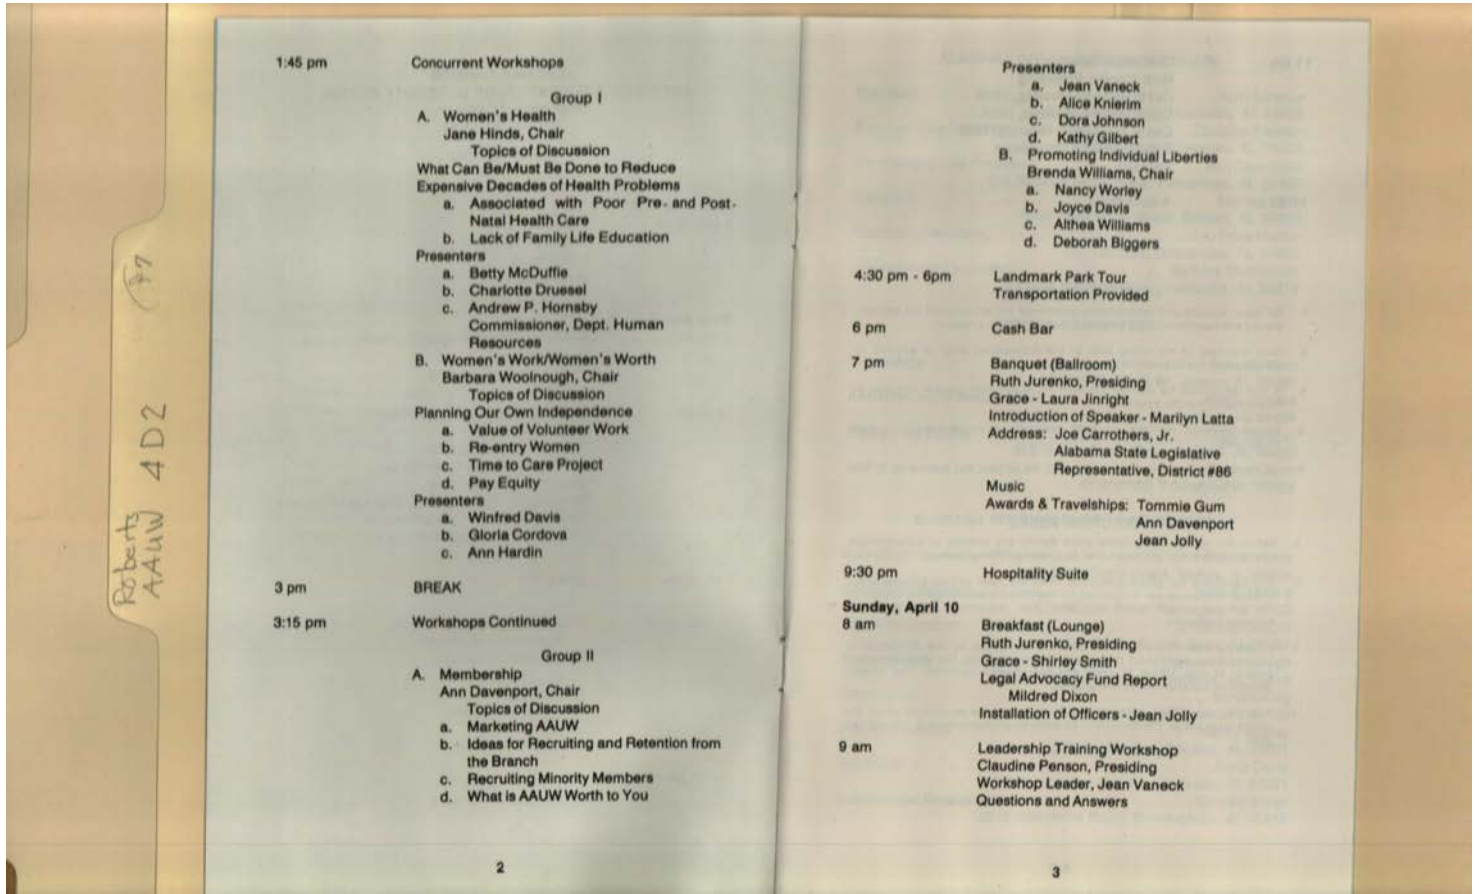 Roberts
AAUW 4D2
1:45 pm Concurrent Workshops
Group I
A. Women's Health
Jane Hinds, Chair
Topics of Discussion
What Can Be/Must Be Done to Reduce
Expensive Decades of Health Problems
a. Associated with Poor Pre- and Post-
Natal Health Care
b. Lack of Family Life Education
Presenters
a. Betty McDuffie
b. Charlotte Druesel
c. Andrew P. Hornsby
Commissioner, Dept. Human
Resources
B. Women's Work/Women's Worth
Barbara Woolnough, Chair
Topics of Discussion
Planning Our Own Independence
a. Value of Volunteer Work
b. Re-entry Women
c. Time to Care Project
d. Pay Equity
Presenters
a. Winfred Davis
b. Gloria Cordova
c. Ann Hardin
3 pm BREAK
3:15 pm Workshops Continued
Group II
A. Membership
Ann Davenport, Chair
Topics of Discussion
a. Marketing AAUW
b. Ideas for Recruiting and Retention from
the Branch
c. Recruiting Minority Members
d. What is AAUW Worth to You
2
Presenters
a. Jean Vaneck
b. Alice Knierim
c. Dora Johnson
d. Kathy Gilbert
B. Promoting Individual Liberties
Brenda Williams, Chair
a. Nancy Worley
b. Joyce Davis
c. Althea Williams
d. Deborah Biggers
4:30 pm - 6pm Landmark Park Tour
Transportation Provided
6 pm Cash Bar
7 pm Banquet (Ballroom)
Ruth Jurenko, Presiding
Grace - Laura Jinright
Introduction of Speaker - Marilyn Latta
Address: Joe Carrothers, Jr.
Alabama State Legislative
Representative, District #86
Music
Awards & Travelships: Tommie Gum
Ann Davenport
Jean Jolly
9:30 pm Hospitality Suite
Sunday, April 10
8 am Breakfast (Lounge)
Ruth Jurenko, Presiding
Grace - Shirley Smith
Legal Advocacy Fund Report
Mildred Dixon
Installation of Officers - Jean Jolly
9 am Leadership Training Workshop
Claudine Penson, Presiding
Workshop Leader, Jean Vaneck
Questions and Answers
3